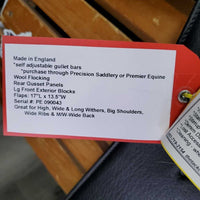 Made in England
*self adjustable gullet bars
*purchase through Precision Saddlery or Premier Equine
Wool Flocking
Rear Gusset Panels
Lg Front Exterior Blocks
Flaps: 17"L x 13.5"W
Serial #: PE 090043
Great for High, Wide & Long Withers, Big Shoulders,
Wide Ribs & M/W-Wide Back